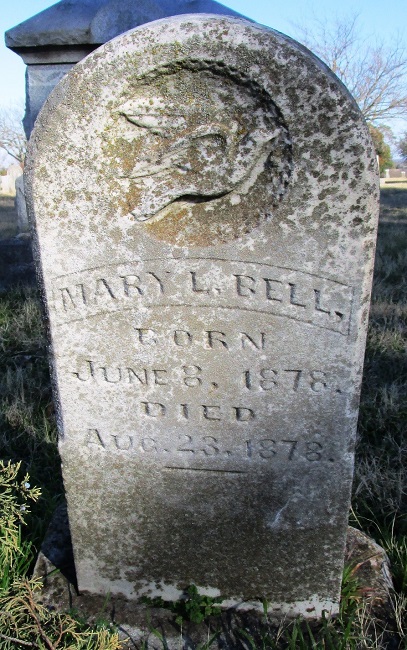 MARY L. BELL,
BORN
JUNE 8, 1878.
DIED
AUG. 23, 1878.